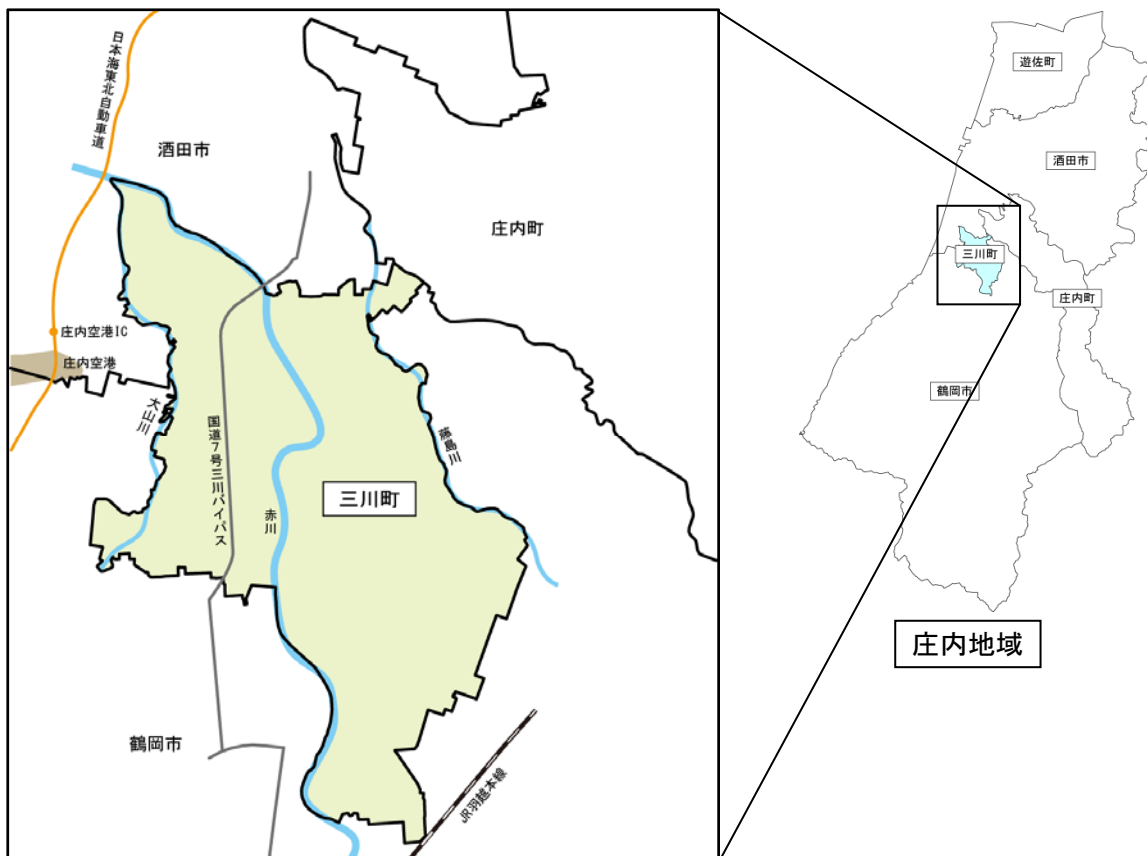 日本海東北自動車道
酒田市
庄内町
庄内空港IC
庄内空港
大山川
国道7号三川バイパス
赤川
三川町
藤島川
鶴岡市
JR羽越本線
遊佐町
酒田市
三川町
庄内町
鶴岡市
庄内地域